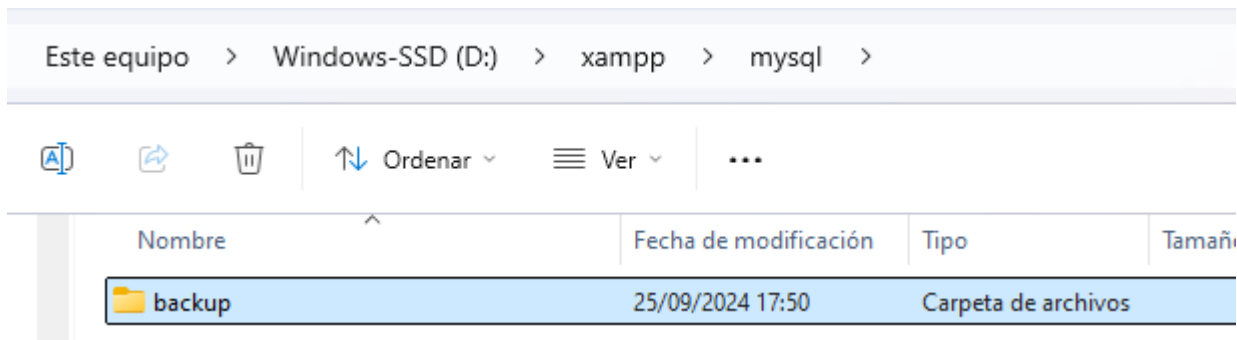 Este equipo > Windows-SSD (D:) > xampp > mysql >
Ordenar Ver ...
Nombre Fecha de modificación Tipo Tamañ
backup 25/09/2024 17:50 Carpeta de archivos